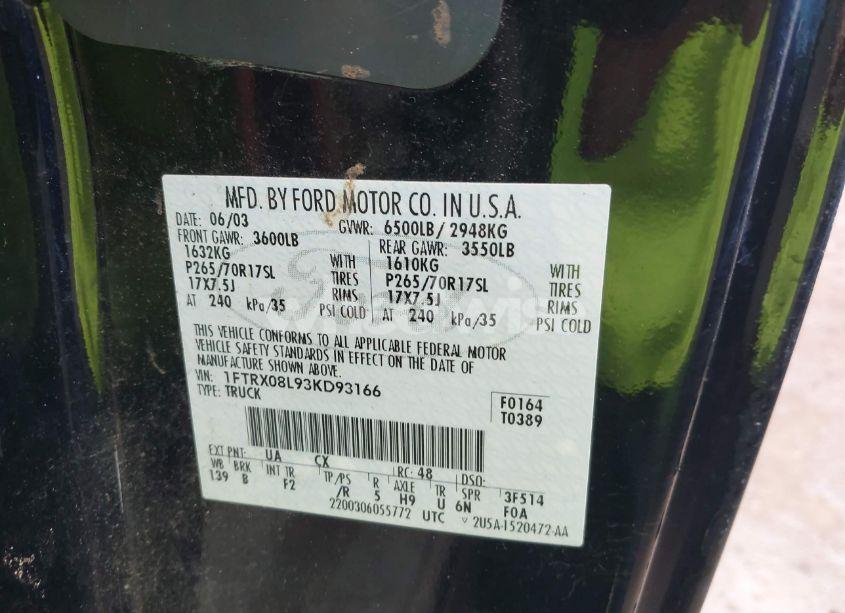 MFD. BY FORD MOTOR CO. IN U.S.A.
DATE: 06/03 GVWR: 6500LB/ 2948KG
FRONT GAWR: 3600LB REAR GAWR: 3550LB
1632KG WITH 1610KG WITH
P265/70R17SL TIRES P265/70R17SL TIRES
17X7.5J RIMS 17X7.5J RIMS
AT 240 kPa/35 PSI COLD AT 240 kPa/35 PSI COLD
THIS VEHICLE CONFORMS TO ALL APPLICABLE FEDERAL MOTOR
VEHICLE SAFETY STANDARDS IN EFFECT ON THE DATE OF
MANUFACTURE SHOWN ABOVE.
VIN: 1FTRX08L93KD93166 F0164
TYPE: TRUCK T0389
EXT PNT: UA CX RC: 48 DSO:
WB BRK INT TR TP/PS R AXLE TR SPR 3F514
139 B F2 /R 5 H9 U 6N F0A
2200306055772 UTC ▽ 2U5A-1520472-AA